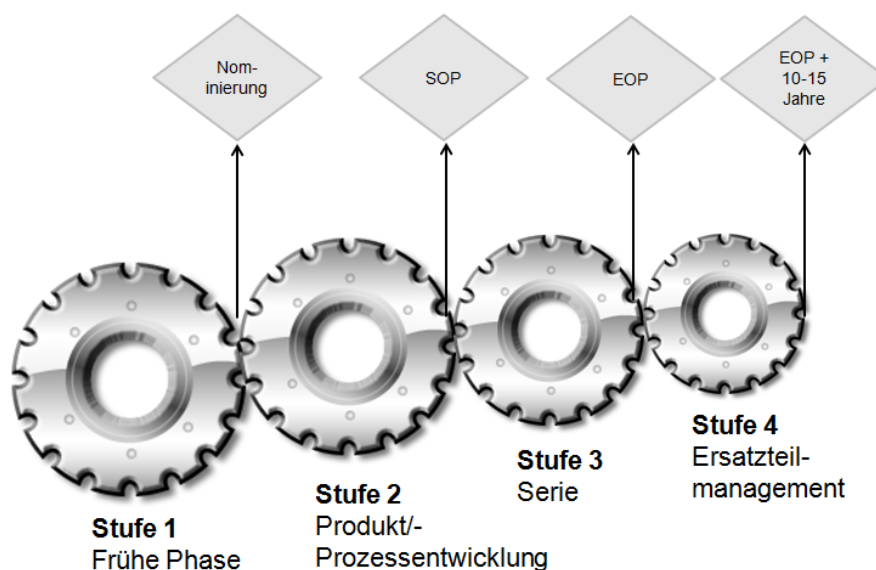 Nom-
inierung
SOP
EOP
EOP +
10-15
Jahre
Stufe 1
Frühe Phase
Stufe 2
Produkt/-
Prozessentwicklung
Stufe 3
Serie
Stufe 4
Ersatzteil-
management